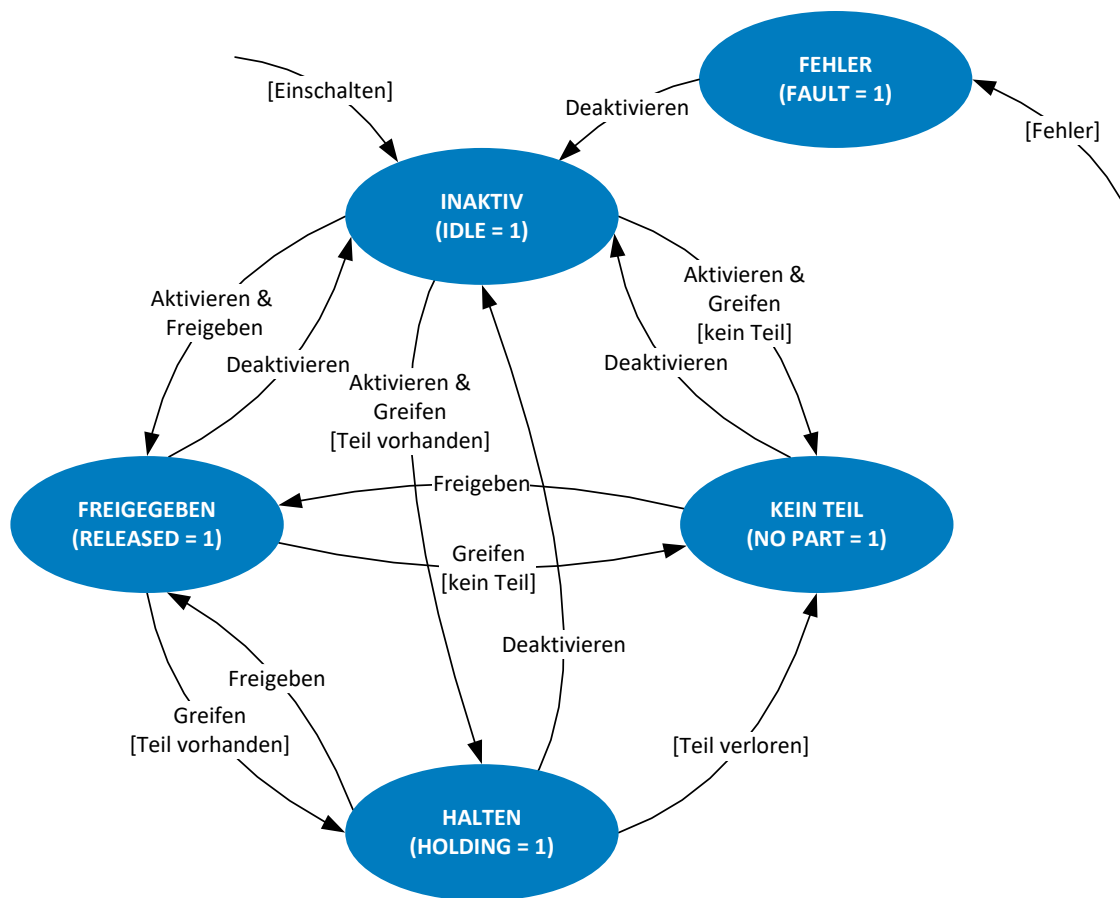 FEHLER
(FAULT = 1)
[Einschalten]
Deaktivieren
[Fehler]
INAKTIV
(IDLE = 1)
Aktivieren &
Freigeben
Deaktivieren
Aktivieren &
Greifen
[Teil vorhanden]
Deaktivieren
Aktivieren &
Greifen
[kein Teil]
FREIGEGEBEN
(RELEASED = 1)
Freigeben
KEIN TEIL
(NO PART = 1)
Greifen
[kein Teil]
Freigeben
Deaktivieren
Greifen
[Teil vorhanden]
[Teil verloren]
HALTEN
(HOLDING = 1)